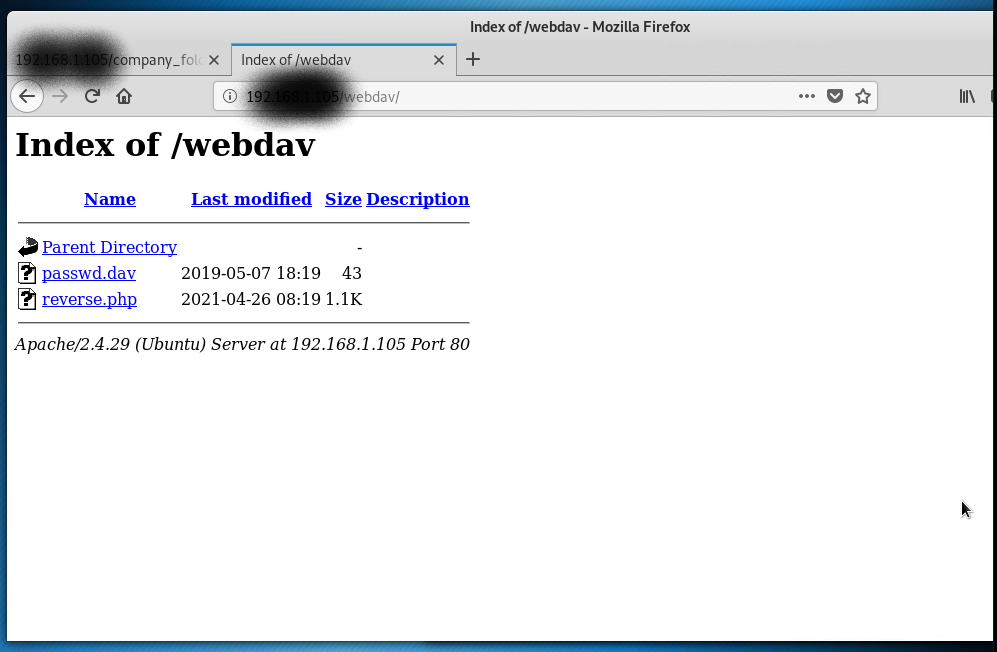 Index of /webdav - Mozilla Firefox
192.168.1.105/company_fol
Index of /webdav
192.168.1.105/webdav/
Index of /webdav
Name Last modified Size Description
Parent Directory -
passwd.dav 2019-05-07 18:19 43
reverse.php 2021-04-26 08:19 1.1K
Apache/2.4.29 (Ubuntu) Server at 192.168.1.105 Port 80